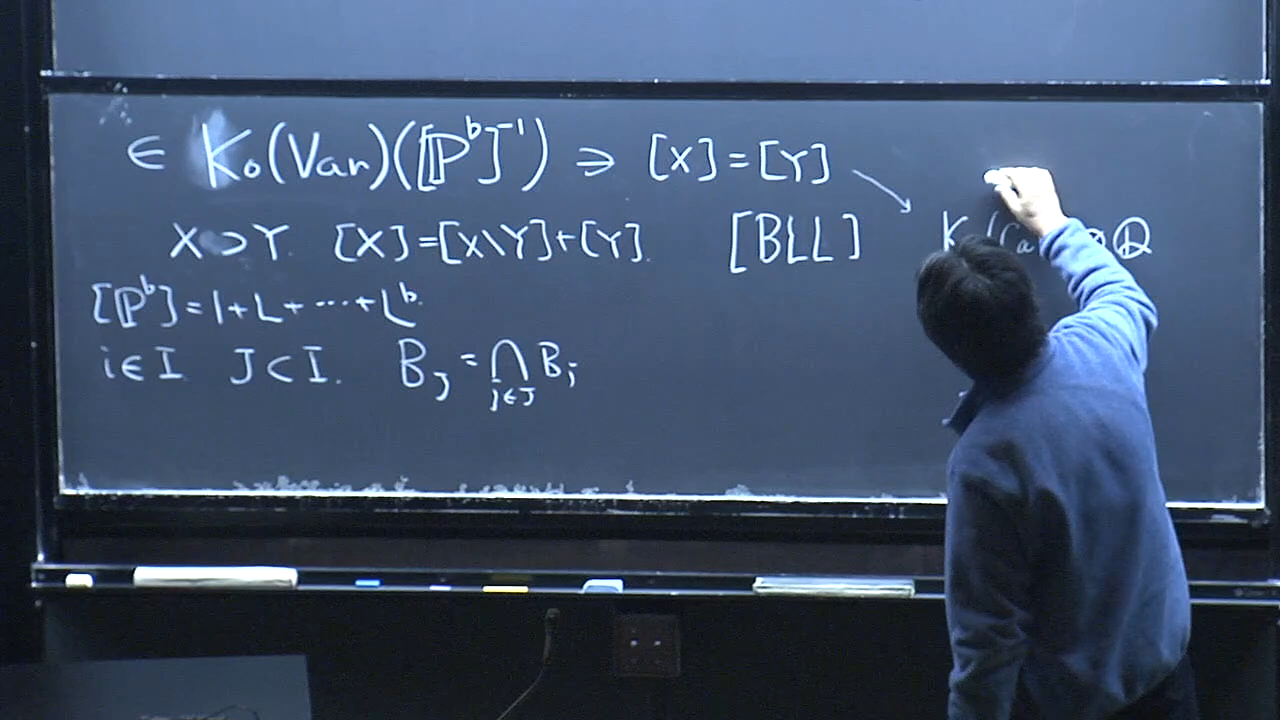 ∈ K₀(Var)([ℙᵇ]⁻¹) ∋ [X]=[Y] ↘
X⊃Y. [X]=[X\Y]+[Y]. [BLL] K ⊗ℚ
[ℙᵇ]=1+L+⋯+Lᵇ.
i∈I J⊂I. B_J = ⋂_{j∈J} B_j